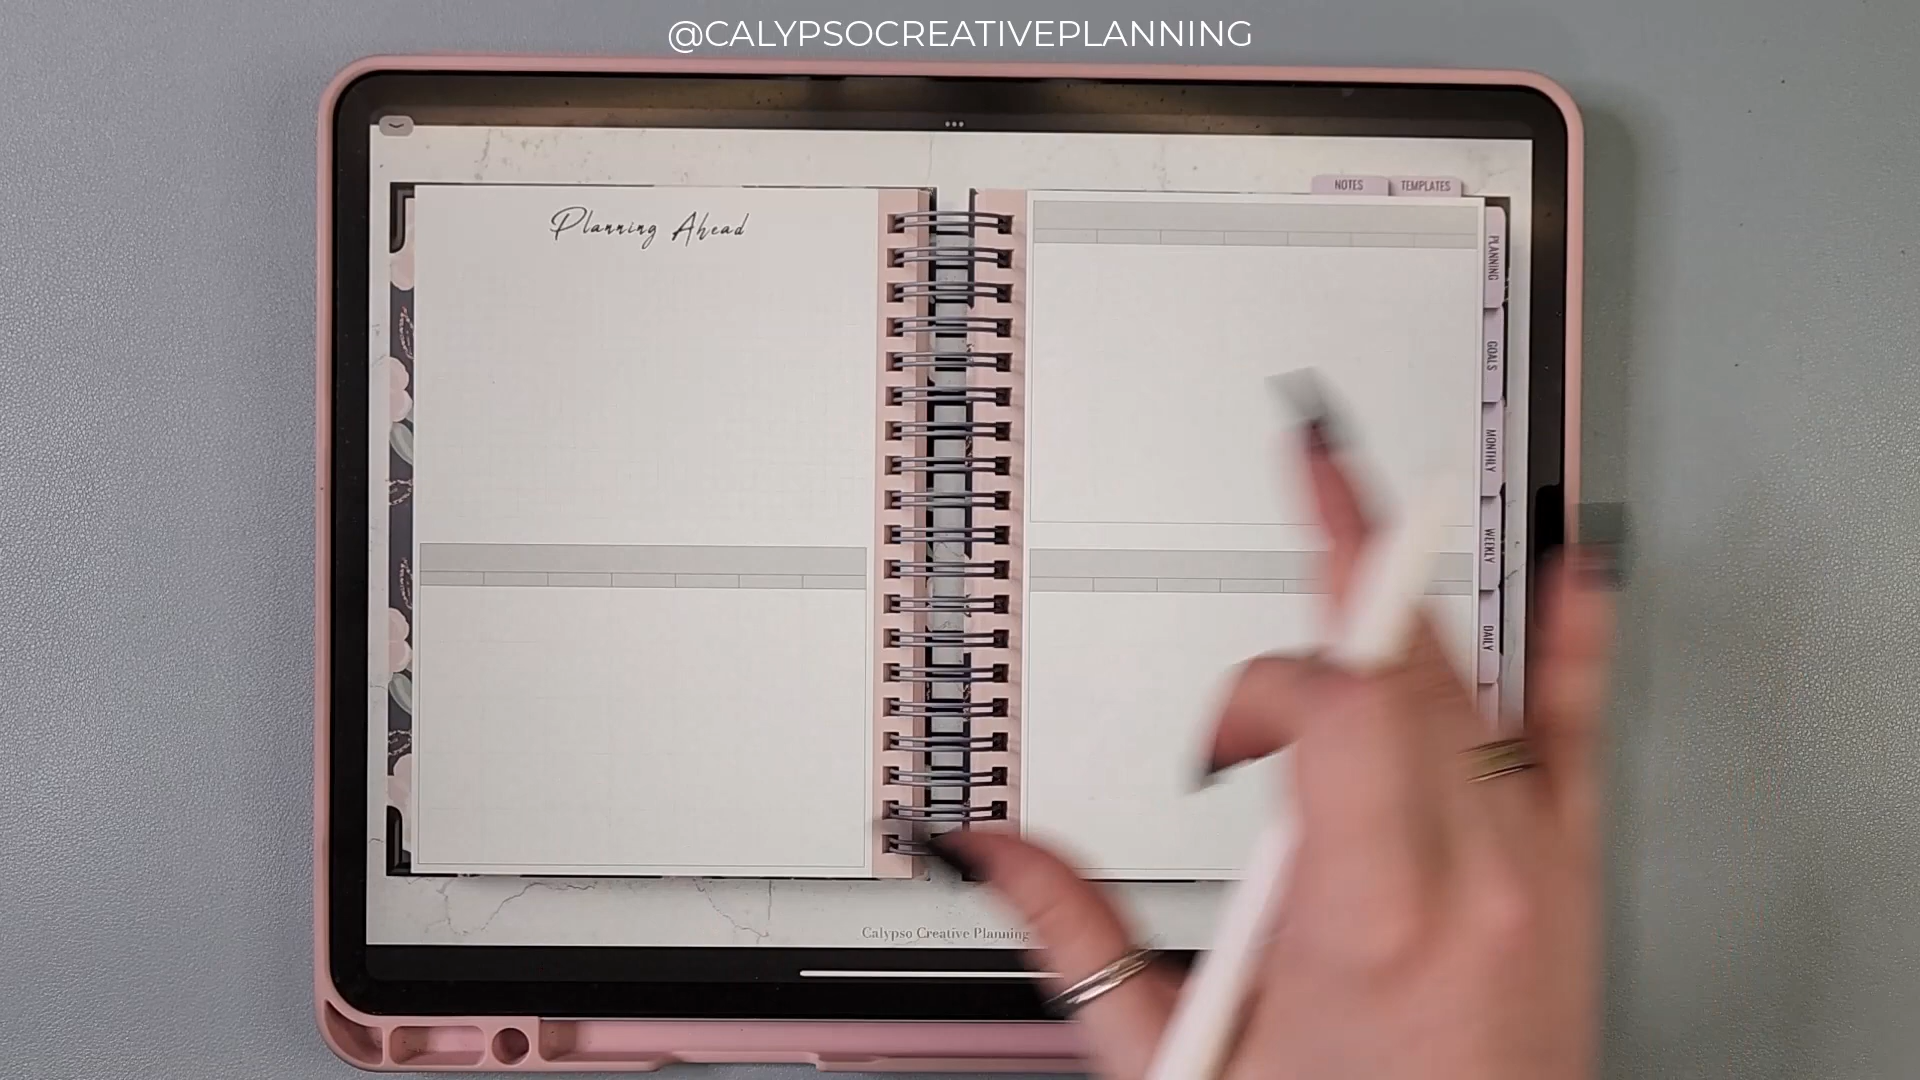 @CALYPSOCREATIVEPLANNING
NOTES
TEMPLATES
Planning Ahead
PLANNING
GOALS
MONTHLY
WEEKLY
DAILY
Calypso Creative Planning